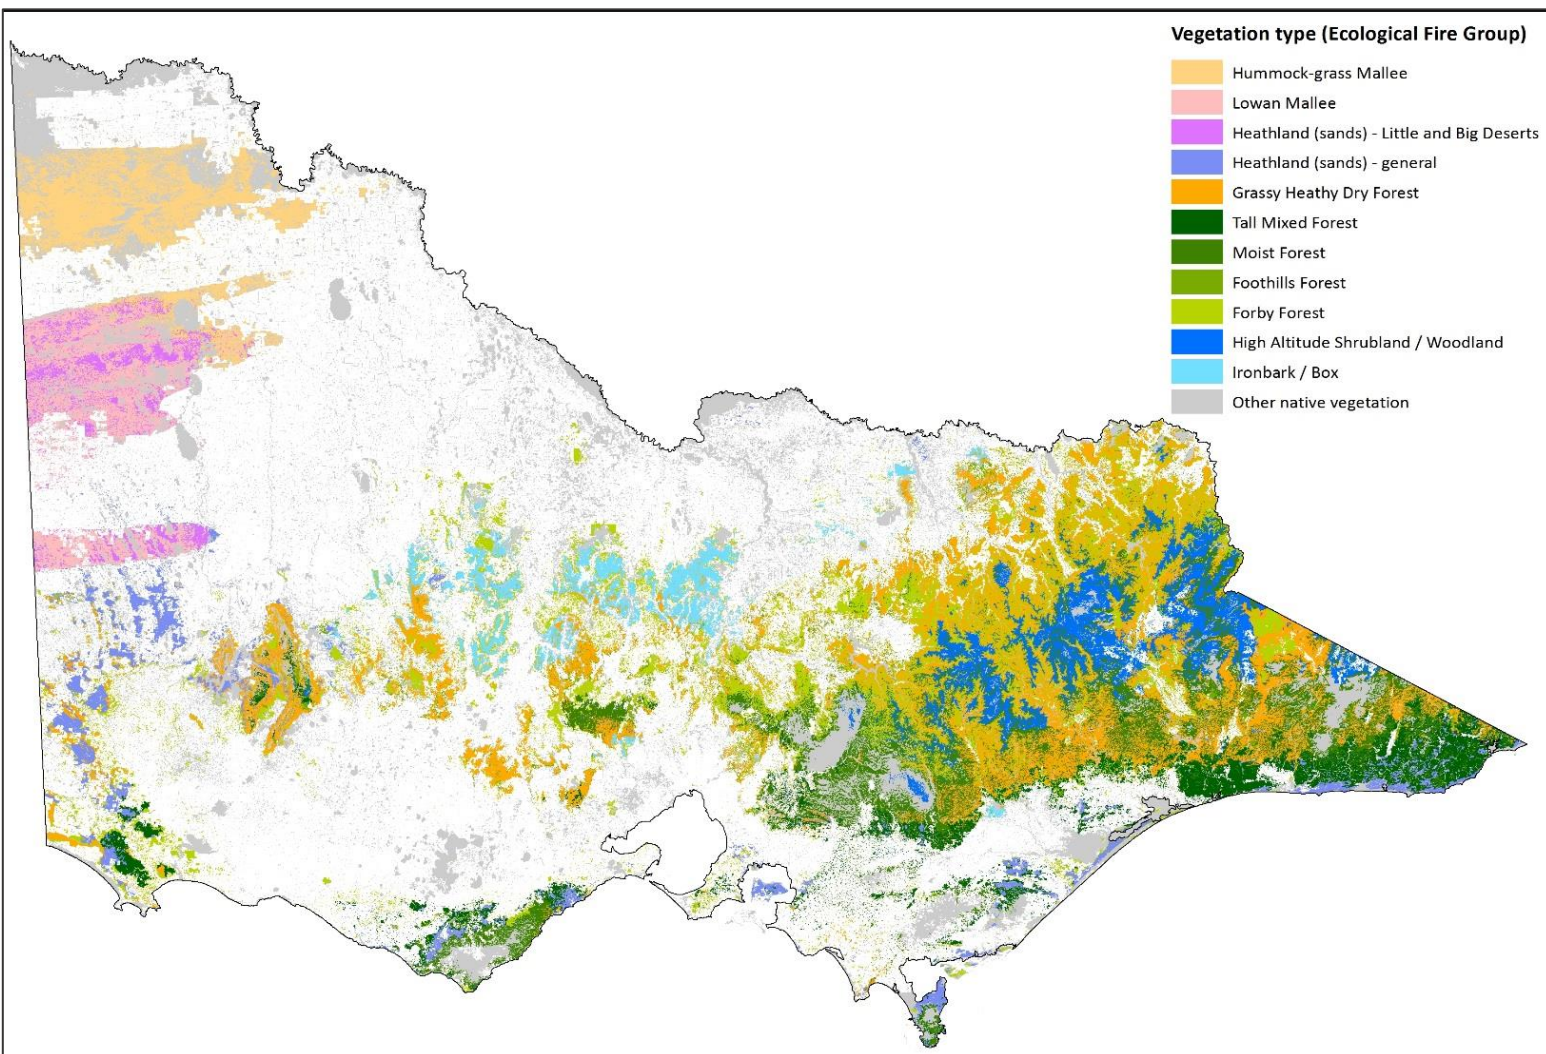 Vegetation type (Ecological Fire Group)
Hummock-grass Mallee
Lowan Mallee
Heathland (sands) - Little and Big Deserts
Heathland (sands) - general
Grassy Heathy Dry Forest
Tall Mixed Forest
Moist Forest
Foothills Forest
Forby Forest
High Altitude Shrubland / Woodland
Ironbark / Box
Other native vegetation